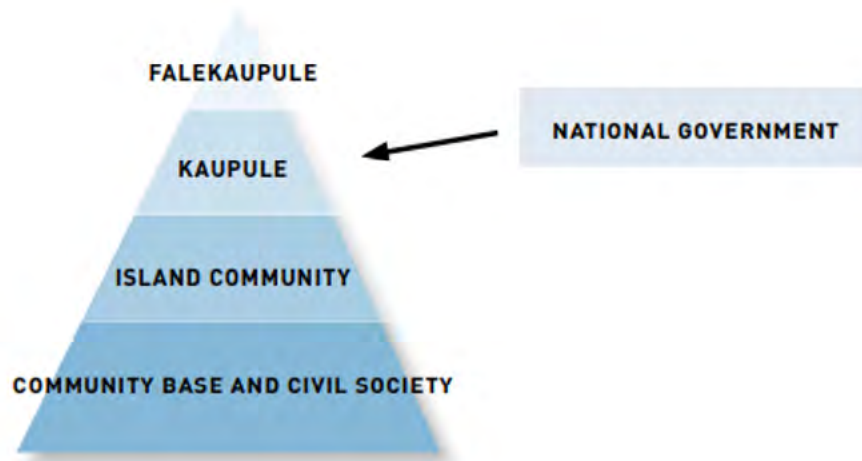 FALEKAUPULE
NATIONAL GOVERNMENT
KAUPULE
ISLAND COMMUNITY
COMMUNITY BASE AND CIVIL SOCIETY